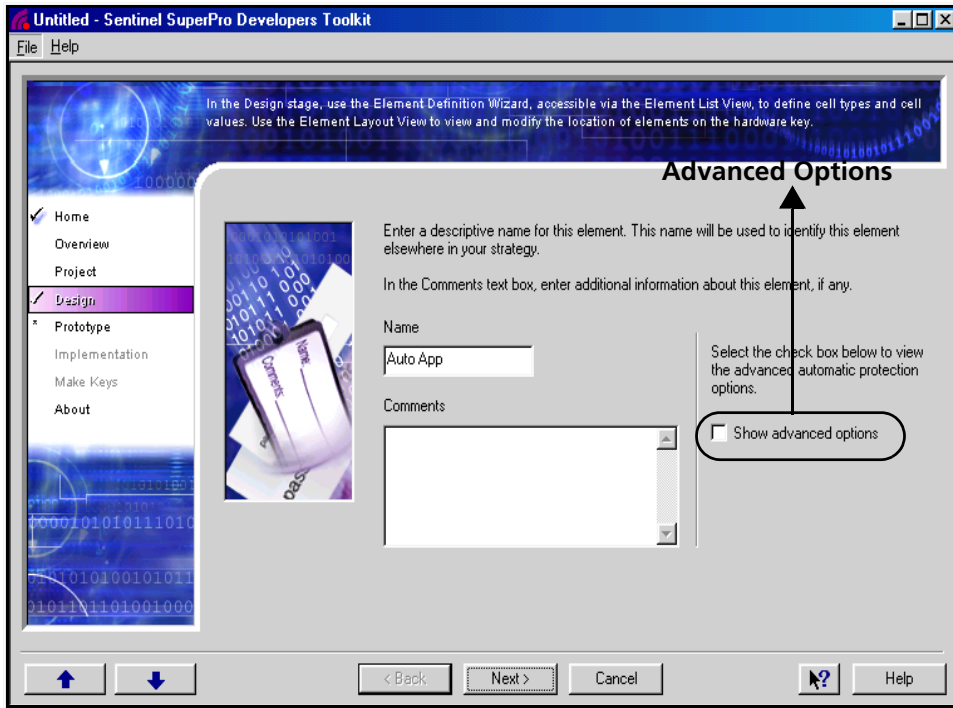 Untitled - Sentinel SuperPro Developers Toolkit
File Help
In the Design stage, use the Element Definition Wizard, accessible via the Element List View, to define cell types and cell
values. Use the Element Layout View to view and modify the location of elements on the hardware key.
Advanced Options
Home
Overview
Project
Design
* Prototype
Implementation
Make Keys
About
Enter a descriptive name for this element. This name will be used to identify this element
elsewhere in your strategy.
In the Comments text box, enter additional information about this element, if any.
Name
Auto App
Comments
Select the check box below to view
the advanced automatic protection
options.
Show advanced options
Name:
Comments:
pass
< Back
Next >
Cancel
Help